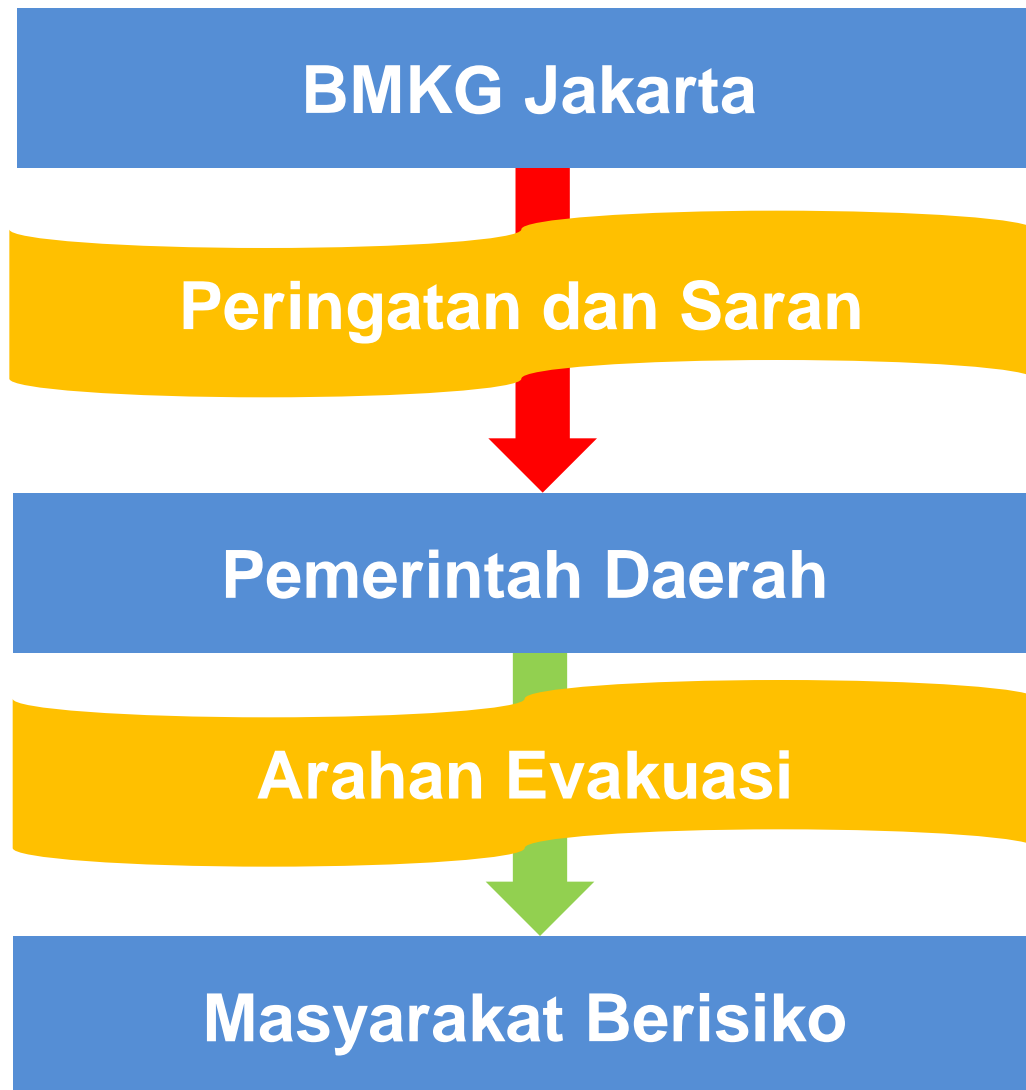 BMKG Jakarta
Peringatan dan Saran
Pemerintah Daerah
Arahan Evakuasi
Masyarakat Berisiko